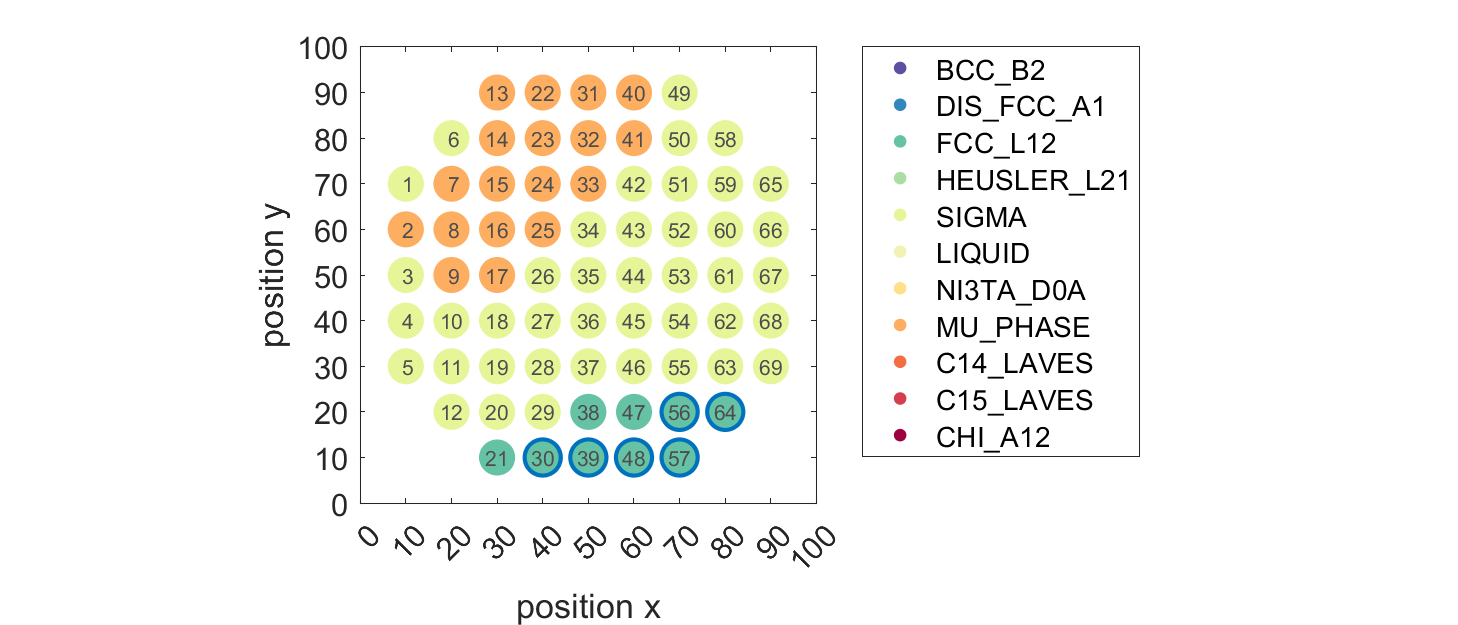 100
90
80
70
60
50
40
30
20
10
0
position y
13 22 31 40 49
6 14 23 32 41 50 58
1 7 15 24 33 42 51 59 65
2 8 16 25 34 43 52 60 66
3 9 17 26 35 44 53 61 67
4 10 18 27 36 45 54 62 68
5 11 19 28 37 46 55 63 69
12 20 29 38 47 56 64
21 30 39 48 57
0 10 20 30 40 50 60 70 80 90 100
position x
BCC_B2
DIS_FCC_A1
FCC_L12
HEUSLER_L21
SIGMA
LIQUID
NI3TA_D0A
MU_PHASE
C14_LAVES
C15_LAVES
CHI_A12